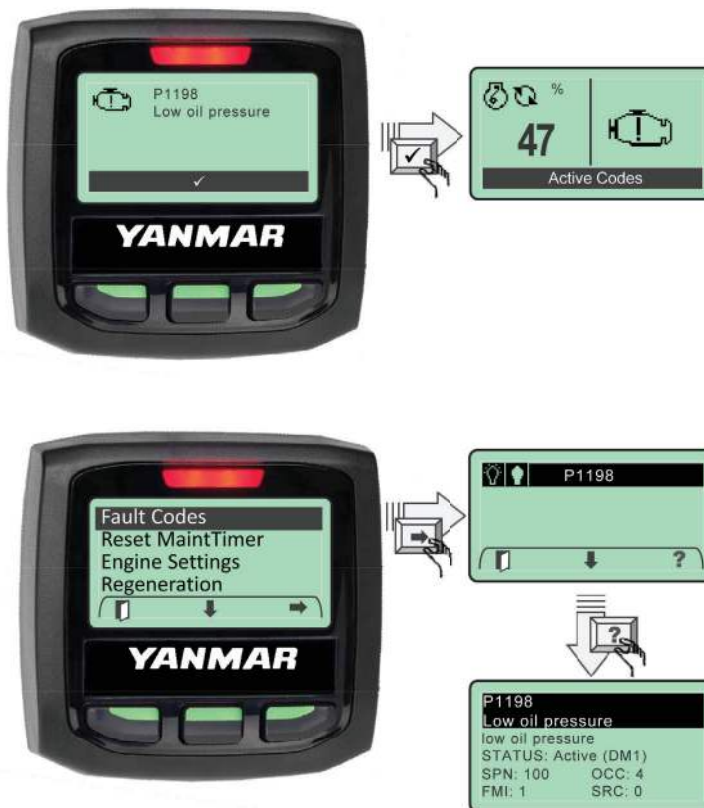 P1198
Low oil pressure
✓
YANMAR
✓
%
47
Active Codes
Fault Codes
Reset MaintTimer
Engine Settings
Regeneration
YANMAR
P1198
?
?
P1198
Low oil pressure
low oil pressure
STATUS: Active (DM1)
SPN: 100 OCC: 4
FMI: 1 SRC: 0